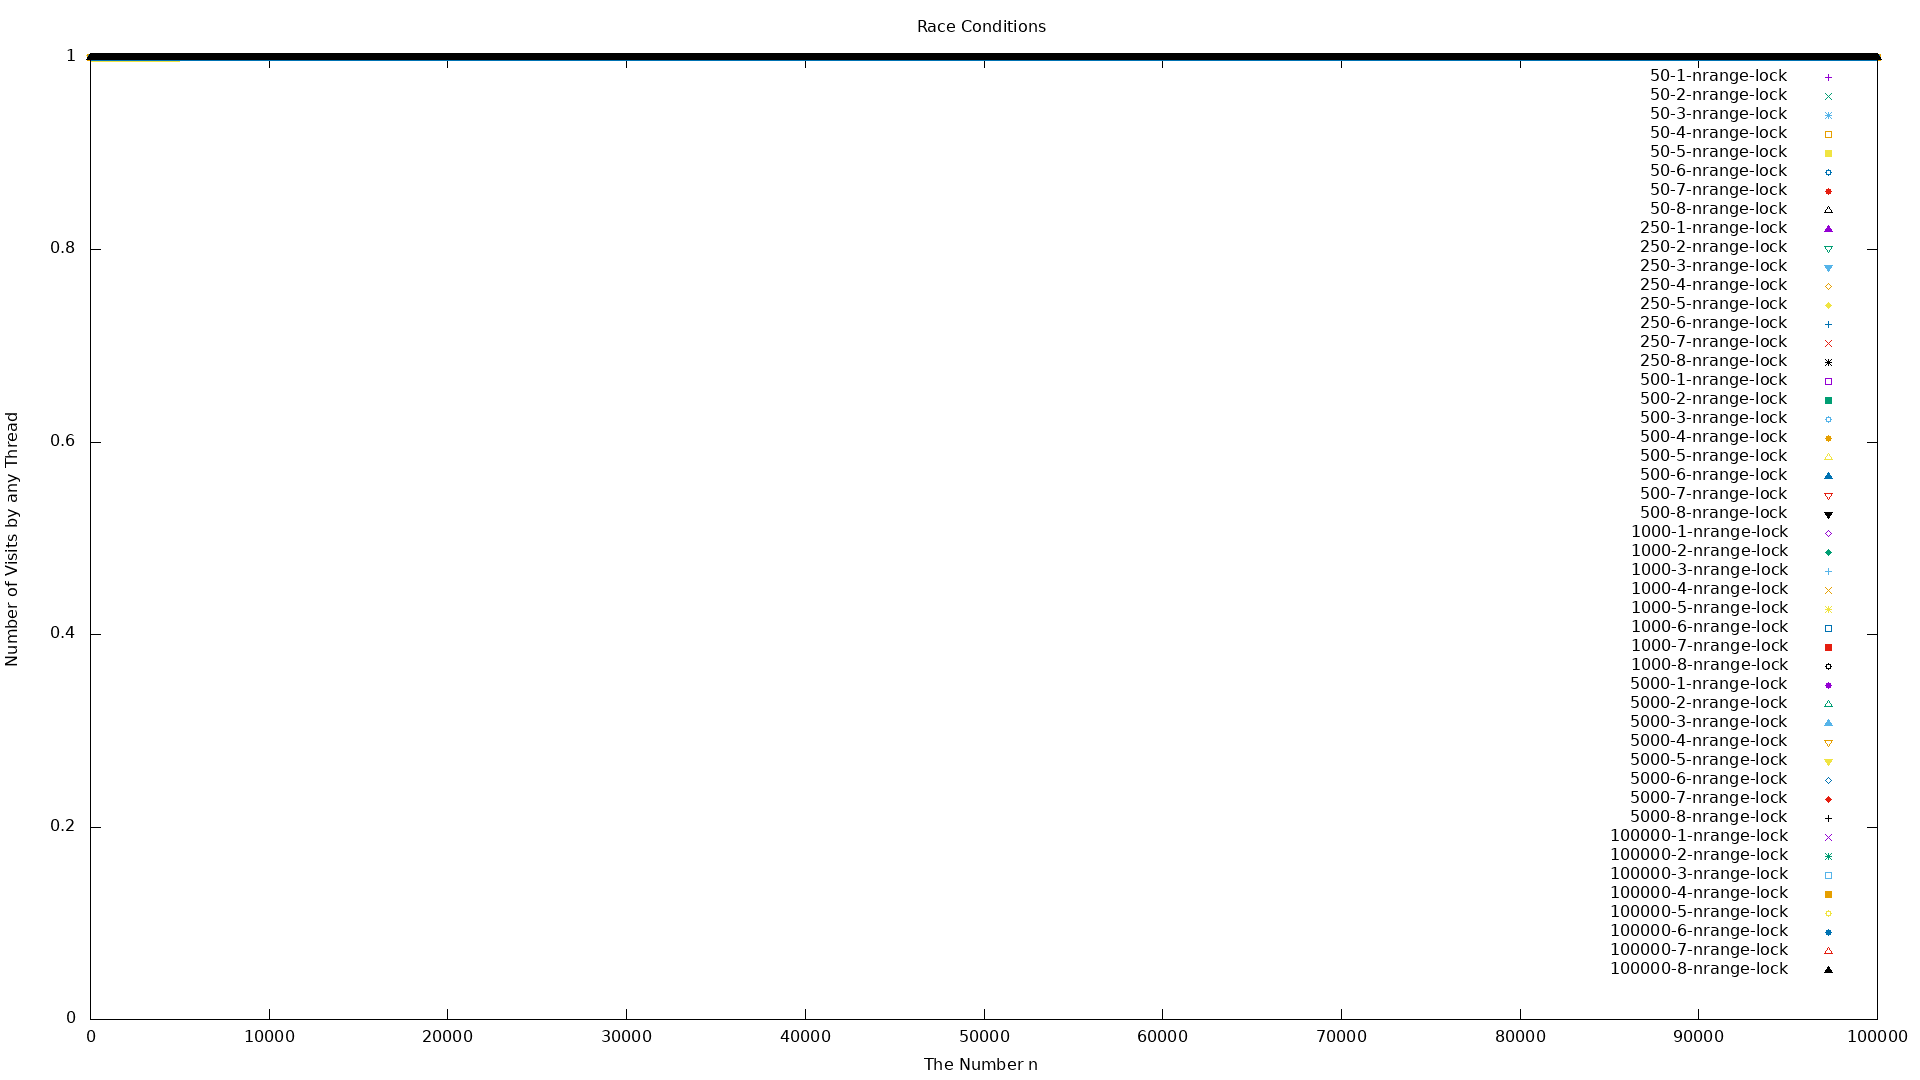 Race Conditions
1
0.8
0.6
0.4
0.2
0
Number of Visits by any Thread
50-1-nrange-lock
50-2-nrange-lock
50-3-nrange-lock
50-4-nrange-lock
50-5-nrange-lock
50-6-nrange-lock
50-7-nrange-lock
50-8-nrange-lock
250-1-nrange-lock
250-2-nrange-lock
250-3-nrange-lock
250-4-nrange-lock
250-5-nrange-lock
250-6-nrange-lock
250-7-nrange-lock
250-8-nrange-lock
500-1-nrange-lock
500-2-nrange-lock
500-3-nrange-lock
500-4-nrange-lock
500-5-nrange-lock
500-6-nrange-lock
500-7-nrange-lock
500-8-nrange-lock
1000-1-nrange-lock
1000-2-nrange-lock
1000-3-nrange-lock
1000-4-nrange-lock
1000-5-nrange-lock
1000-6-nrange-lock
1000-7-nrange-lock
1000-8-nrange-lock
5000-1-nrange-lock
5000-2-nrange-lock
5000-3-nrange-lock
5000-4-nrange-lock
5000-5-nrange-lock
5000-6-nrange-lock
5000-7-nrange-lock
5000-8-nrange-lock
100000-1-nrange-lock
100000-2-nrange-lock
100000-3-nrange-lock
100000-4-nrange-lock
100000-5-nrange-lock
100000-6-nrange-lock
100000-7-nrange-lock
100000-8-nrange-lock
0 10000 20000 30000 40000 50000 60000 70000 80000 90000 100000
The Number n